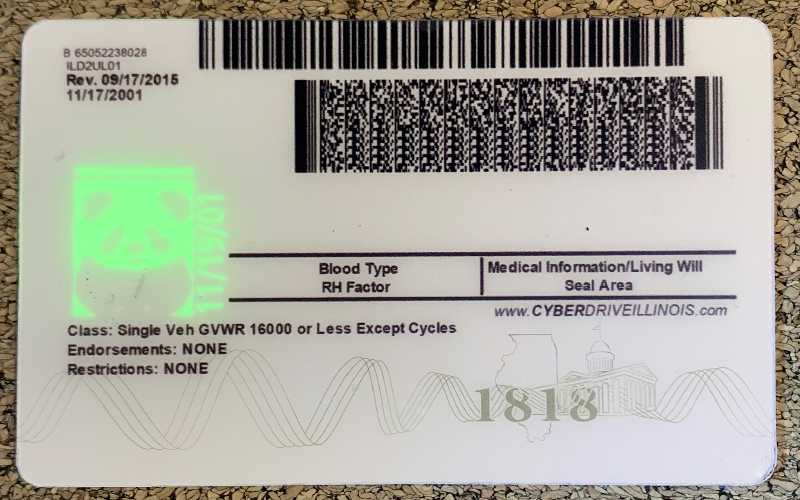 B 65052238028
ILD2UL01
Rev. 09/17/2015
11/17/2001
11/19/01
Blood Type
RH Factor
Medical Information/Living Will
Seal Area
www.CYBERDRIVEILLINOIS.com
Class: Single Veh GVWR 16000 or Less Except Cycles
Endorsements: NONE
Restrictions: NONE
1818